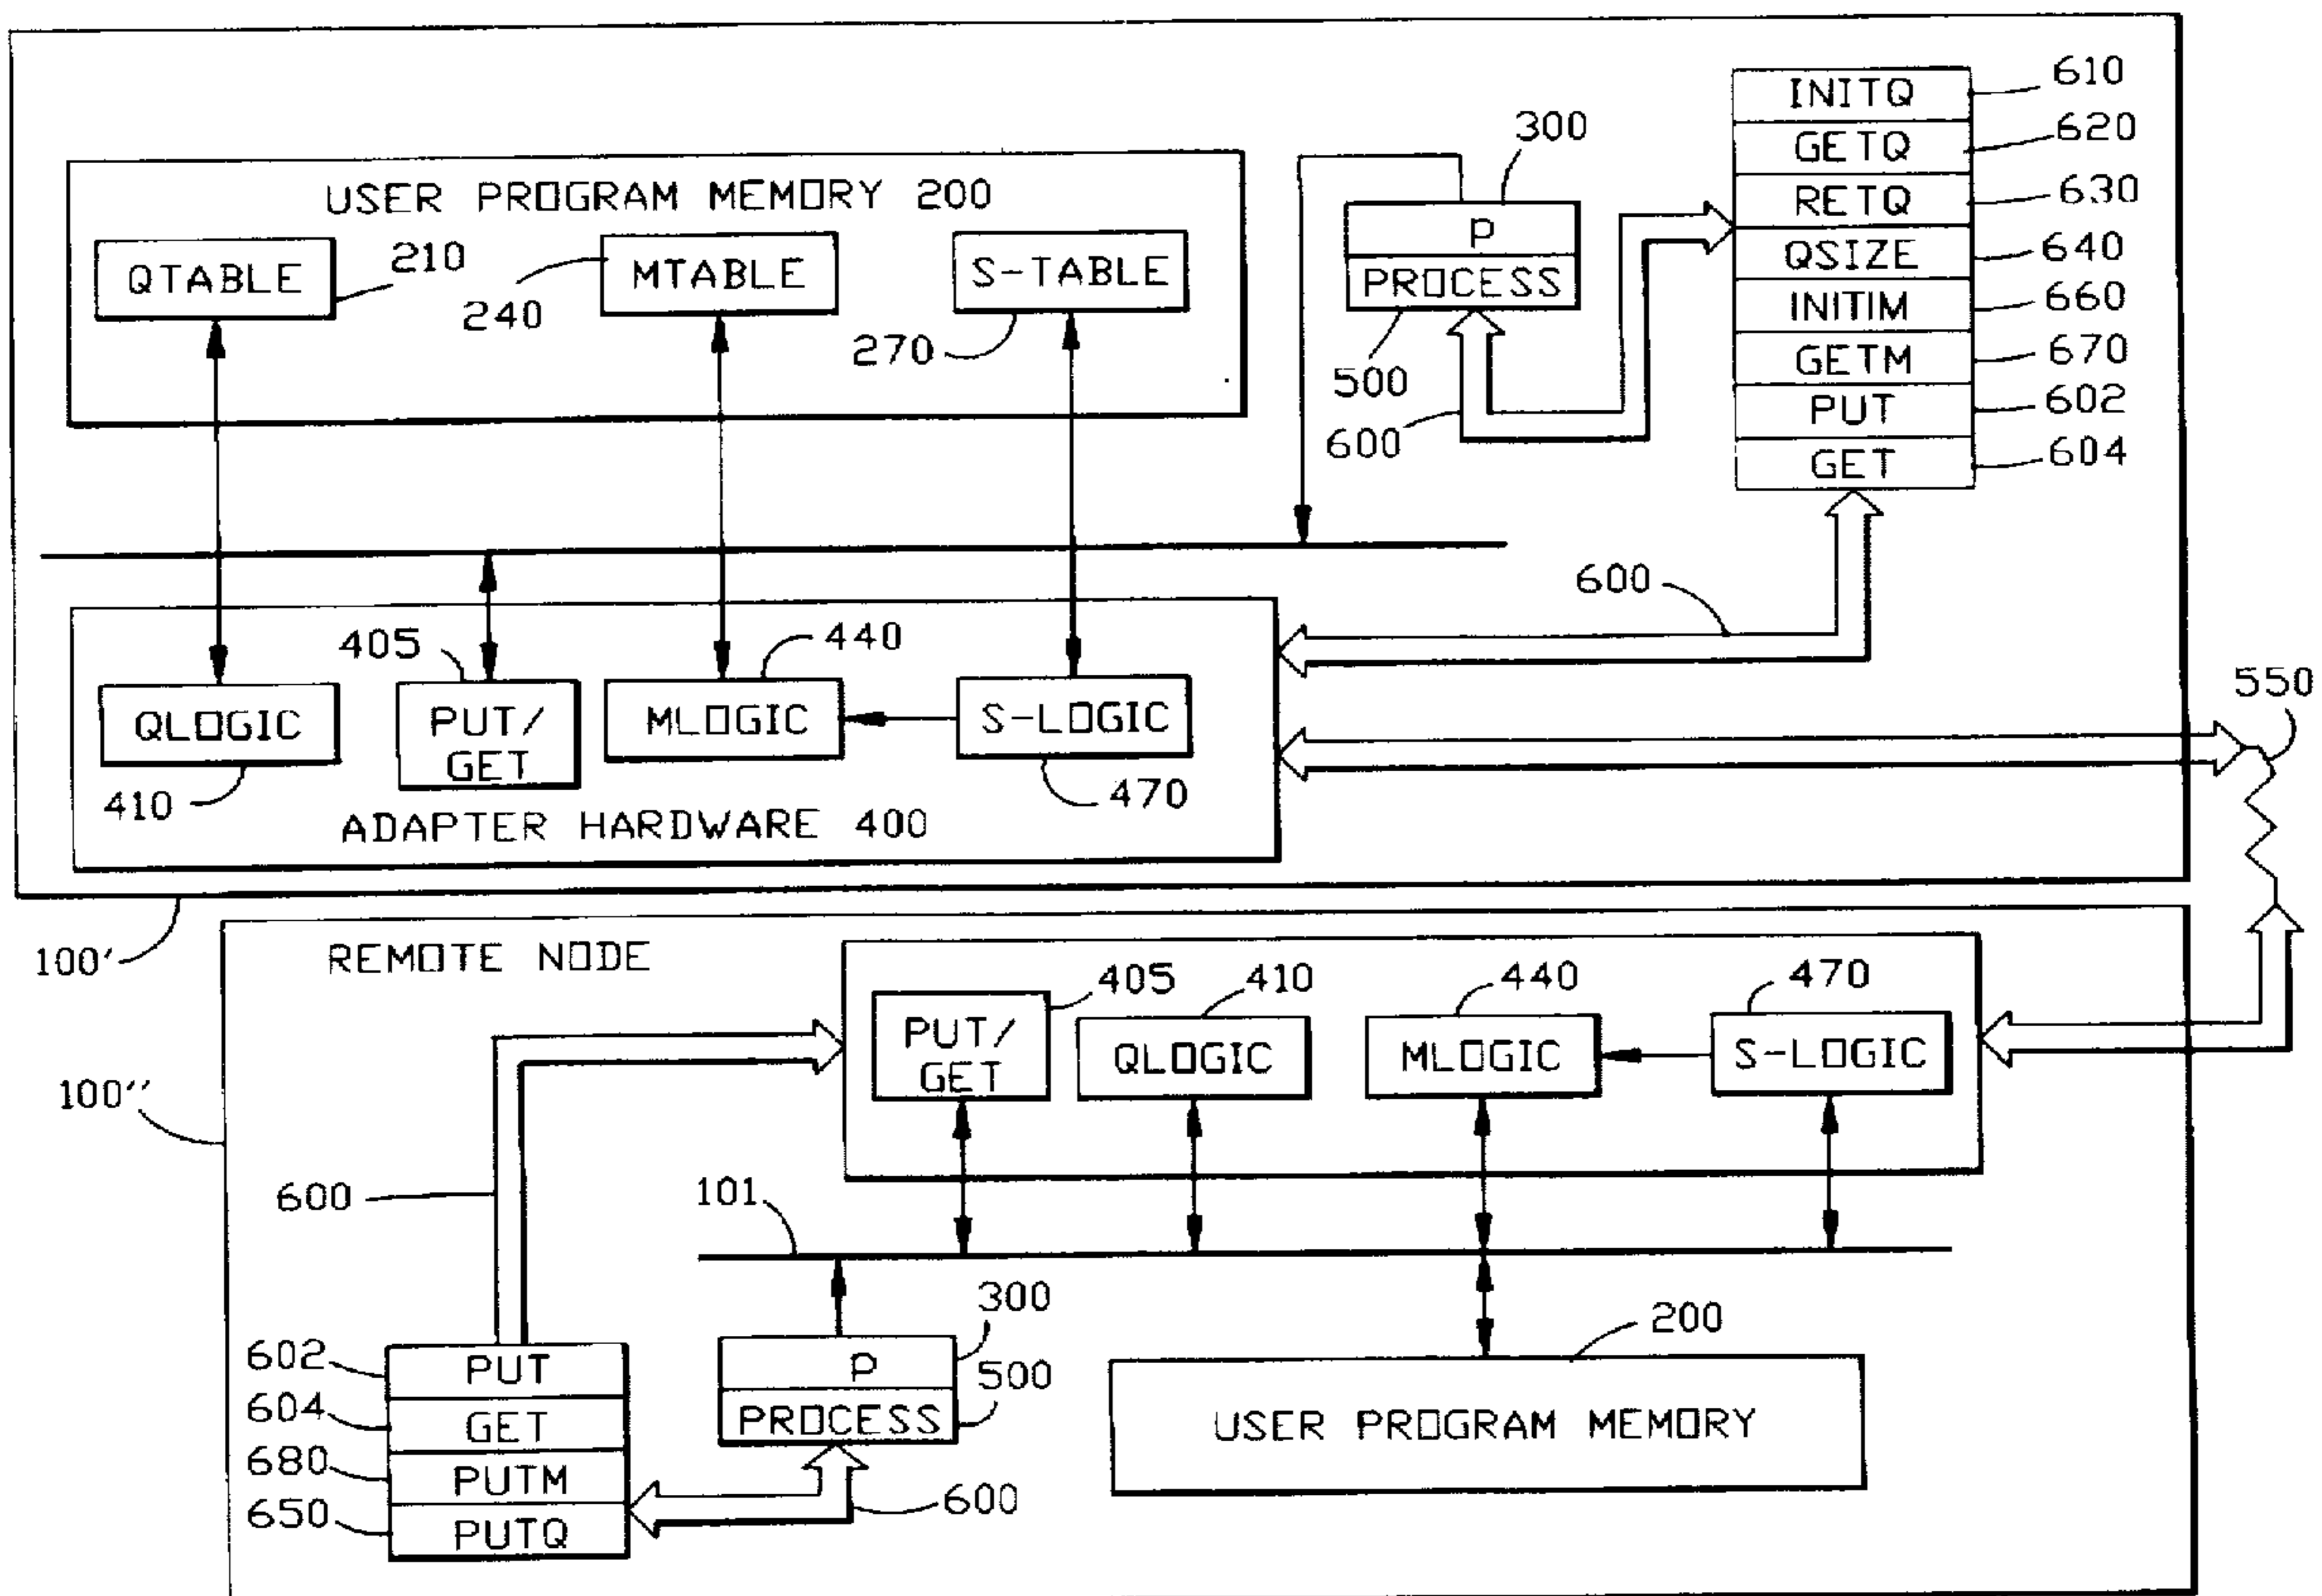 INITQ 610
GETQ 620
RETQ 630
QSIZE 640
INITIM 660
GETM 670
PUT 602
GET 604
300
P
PROCESS
500
600
USER PROGRAM MEMORY 200
QTABLE
210
MTABLE
240
S-TABLE
270
600
405
440
QLOGIC
PUT/
GET
MLOGIC
S-LOGIC
410
470
ADAPTER HARDWARE 400
550
100'
REMOTE NODE
405
410
440
470
PUT/
GET
QLOGIC
MLOGIC
S-LOGIC
100''
600
101
300
P
500
PROCESS
200
USER PROGRAM MEMORY
602 PUT
604 GET
680 PUTM
650 PUTQ
600